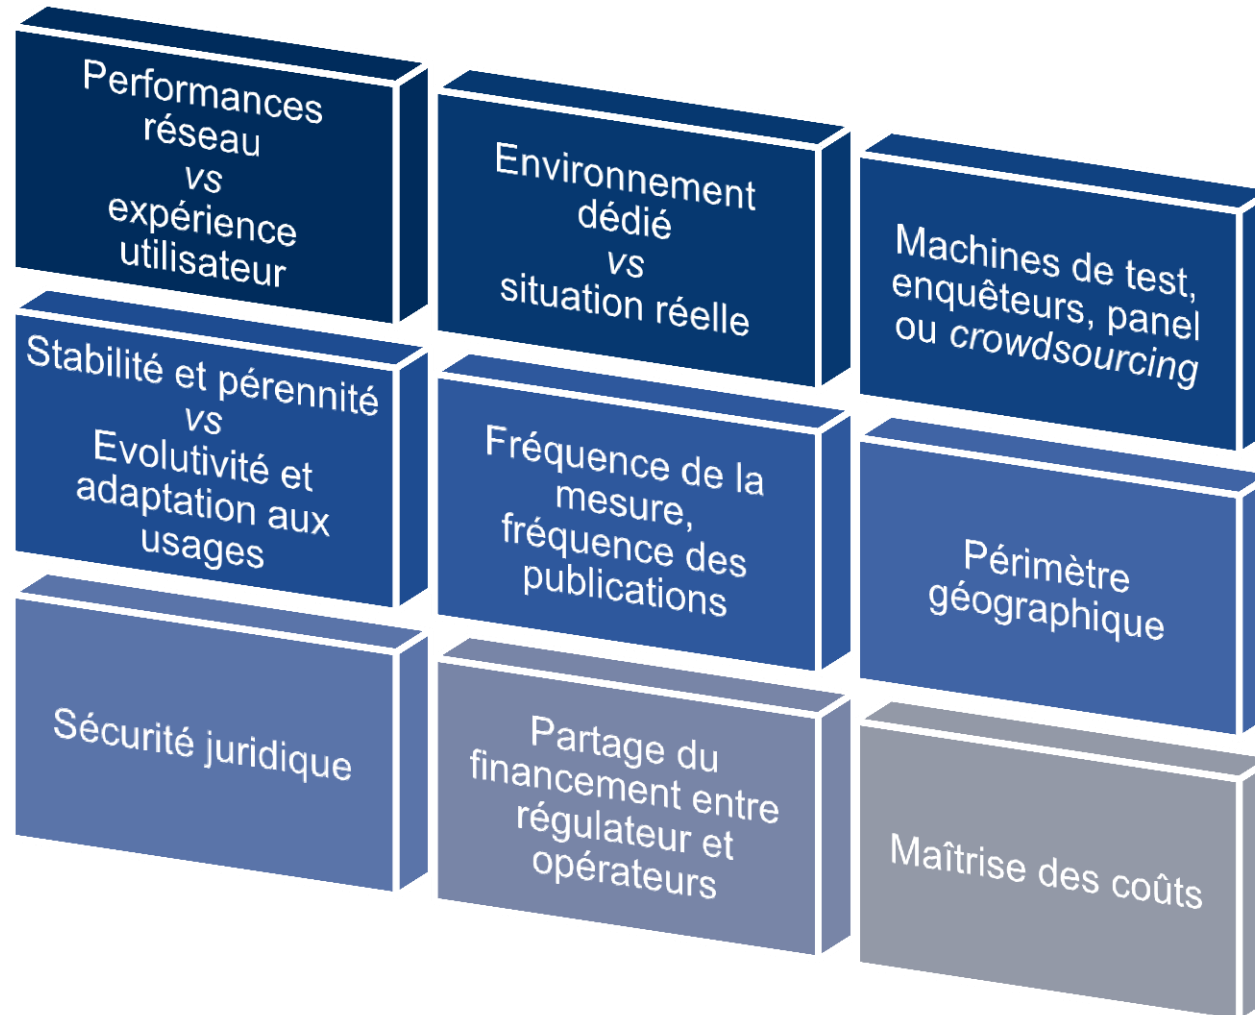 Performances
réseau
vs
expérience
utilisateur
Environnement
dédié
vs
situation réelle
Machines de test,
enquêteurs, panel
ou crowdsourcing
Stabilité et pérennité
vs
Evolutivité et
adaptation aux
usages
Fréquence de la
mesure,
fréquence des
publications
Périmètre
géographique
Sécurité juridique
Partage du
financement entre
régulateur et
opérateurs
Maîtrise des coûts